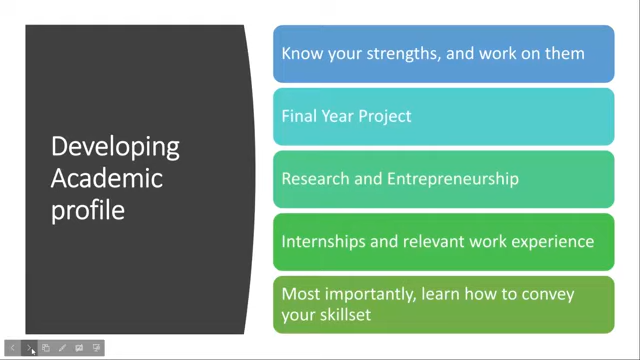 Developing
Academic
profile
Know your strengths, and work on them
Final Year Project
Research and Entrepreneurship
Internships and relevant work experience
Most importantly, learn how to convey
your skillset